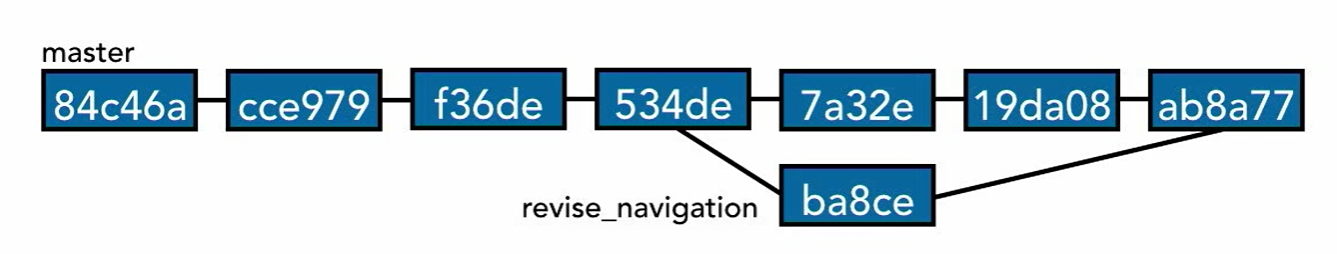 master
84c46a cce979 f36de 534de 7a32e 19da08 ab8a77
revise_navigation ba8ce